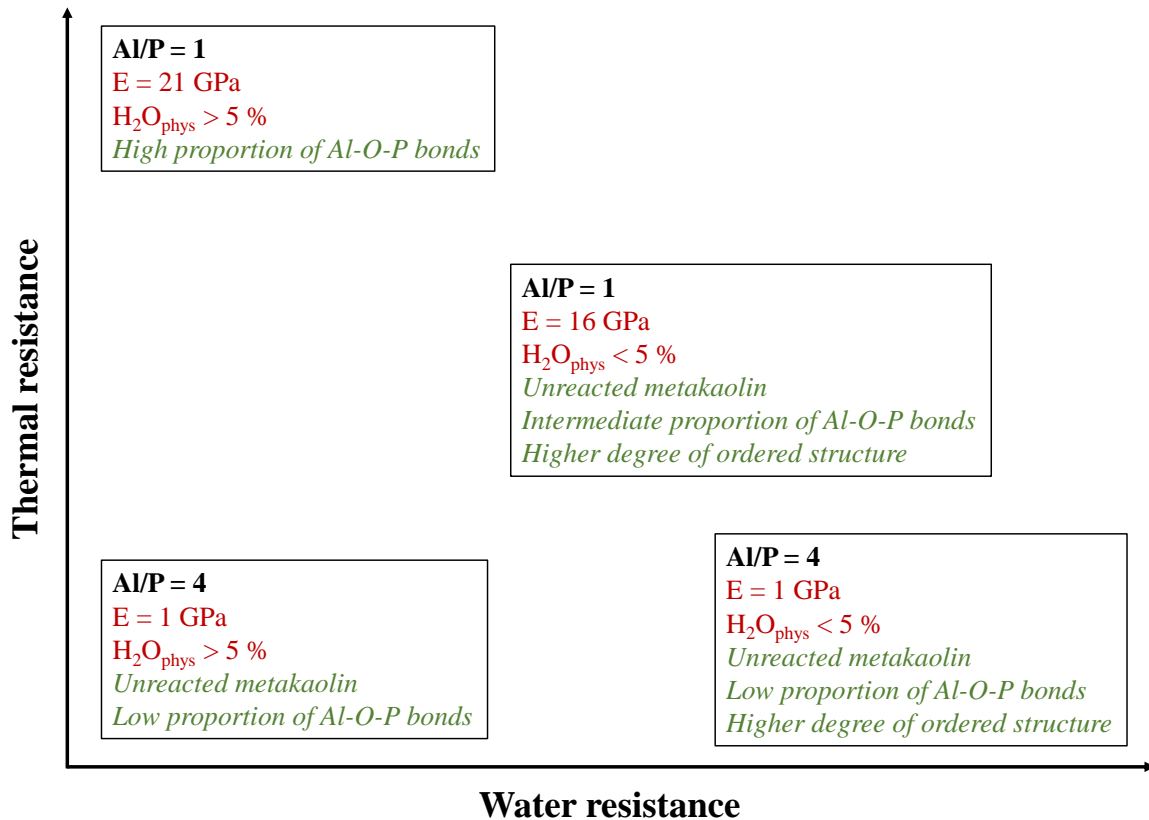 Thermal resistance
Al/P = 1
E = 21 GPa
H₂Ophys > 5 %
High proportion of Al-O-P bonds
Al/P = 1
E = 16 GPa
H₂Ophys < 5 %
Unreacted metakaolin
Intermediate proportion of Al-O-P bonds
Higher degree of ordered structure
Al/P = 4
E = 1 GPa
H₂Ophys > 5 %
Unreacted metakaolin
Low proportion of Al-O-P bonds
Al/P = 4
E = 1 GPa
H₂Ophys < 5 %
Unreacted metakaolin
Low proportion of Al-O-P bonds
Higher degree of ordered structure
Water resistance